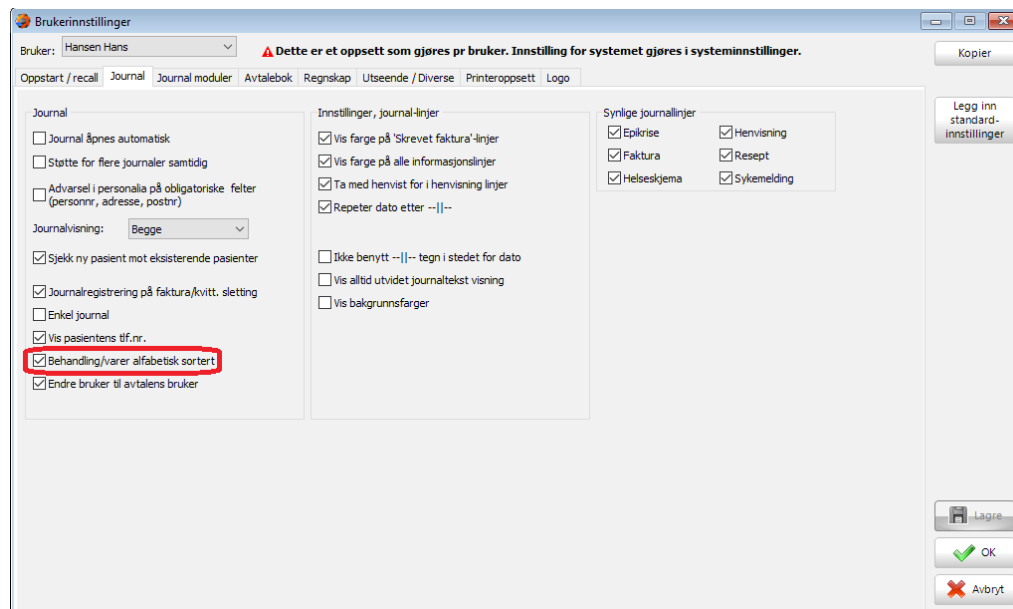 Brukerinnstillinger
Bruker: Hansen Hans
Dette er et oppsett som gjøres pr bruker. Innstilling for systemet gjøres i systeminnstillinger.
Kopier
Oppstart / recall Journal Journal moduler Avtalebok Regnskap Utseende / Diverse Printeroppsett Logo
Legg inn
standard-
innstillinger
Journal
Journal åpnes automatisk
Støtte for flere journaler samtidig
Advarsel i personalia på obligatoriske felter
(personnr, adresse, postnr)
Journalvisning: Begge
Sjekk ny pasient mot eksisterende pasienter
Journalregistrering på faktura/kvitt. sletting
Enkel journal
Vis pasientens tlf.nr.
Behandling/varer alfabetisk sortert
Endre bruker til avtalens bruker
Innstillinger, journal-linjer
Vis farge på 'Skrevet faktura'-linjer
Vis farge på alle informasjonslinjer
Ta med henvist for i henvisning linjer
Repeter dato etter --||--
Ikke benytt --||-- tegn i stedet for dato
Vis alltid utvidet journaltekst visning
Vis bakgrunnsfarger
Synlige journallinjer
Epikrise Henvisning
Faktura Resept
Helseskjema Sykemelding
Lagre
OK
Avbryt